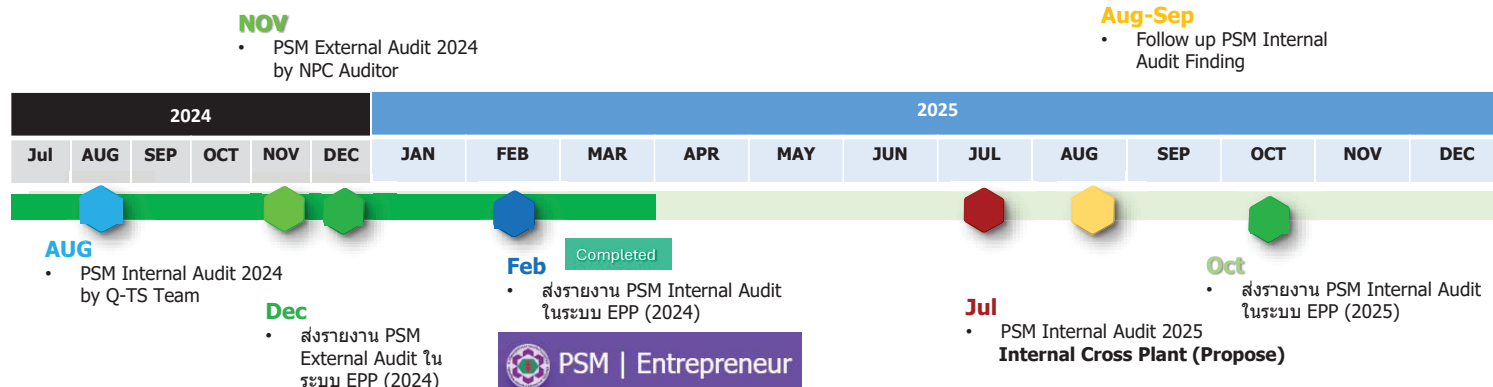 NOV
• PSM External Audit 2024
by NPC Auditor
Aug-Sep
• Follow up PSM Internal
Audit Finding
2024 2025
Jul AUG SEP OCT NOV DEC JAN FEB MAR APR MAY JUN JUL AUG SEP OCT NOV DEC
AUG
• PSM Internal Audit 2024
by Q-TS Team
Dec
• ส่งรายงาน PSM
External Audit ใน
ระบบ EPP (2024)
Completed
Feb
• ส่งรายงาน PSM Internal Audit
ในระบบ EPP (2024)
PSM | Entrepreneur
Jul
• PSM Internal Audit 2025
Internal Cross Plant (Propose)
Oct
• ส่งรายงาน PSM Internal Audit
ในระบบ EPP (2025)